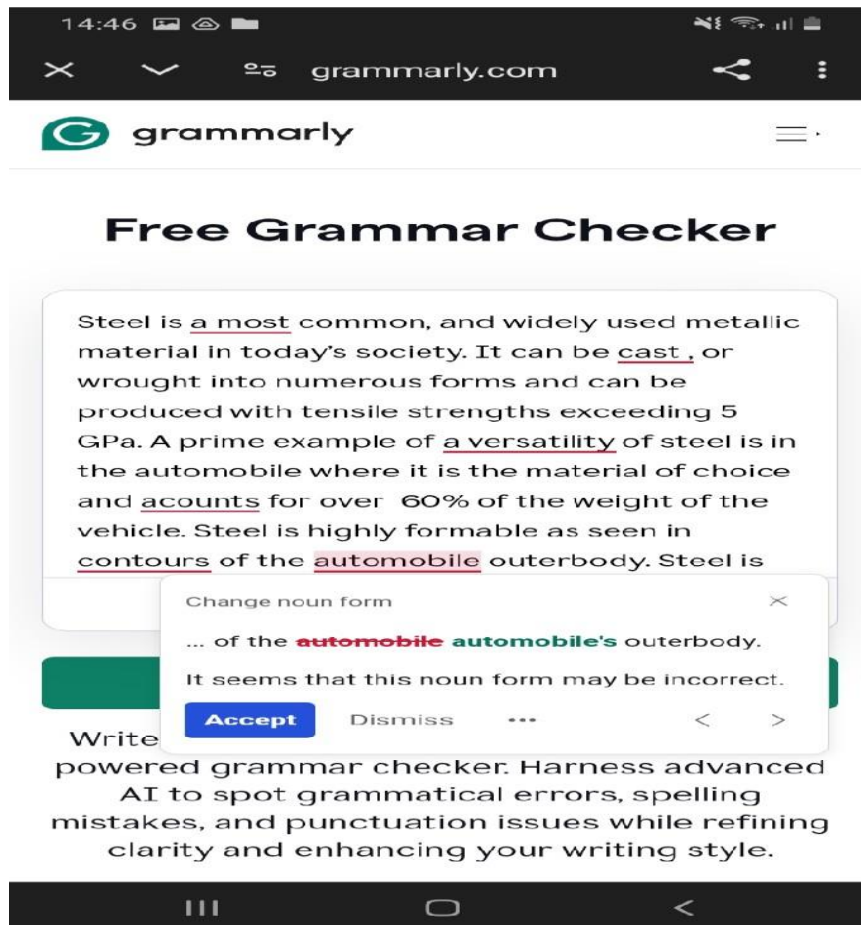 14:46
grammarly.com
G grammarly
Free Grammar Checker
Steel is a most common, and widely used metallic
material in today's society. It can be cast , or
wrought into numerous forms and can be
produced with tensile strengths exceeding 5
GPa. A prime example of a versatility of steel is in
the automobile where it is the material of choice
and acounts for over 60% of the weight of the
vehicle. Steel is highly formable as seen in
contours of the automobile outerbody. Steel is
Change noun form
... of the automobile automobile's outerbody.
It seems that this noun form may be incorrect.
Accept Dismiss ...
Write
powered grammar checker. Harness advanced
AI to spot grammatical errors, spelling
mistakes, and punctuation issues while refining
clarity and enhancing your writing style.